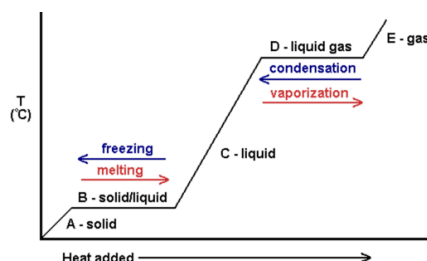 D - liquid gas
E - gas
condensation
vaporization
T
(°C)
freezing
melting
C - liquid
B - solid/liquid
A - solid
Heat added